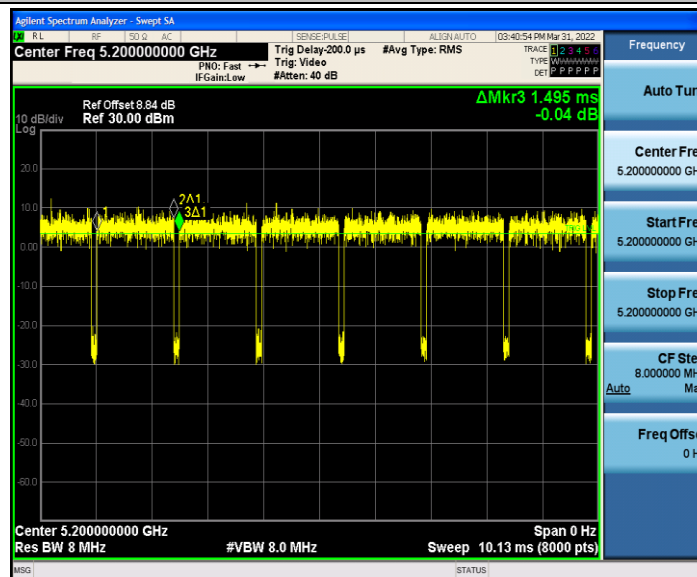 Agilent Spectrum Analyzer - Swept SA
RL RF 50 Ω AC SENSE:PULSE ALIGN AUTO 03:40:54 PM Mar 31, 2022
Center Freq 5.200000000 GHz
PNO: Fast
IFGain:Low
Trig Delay-200.0 µs
Trig: Video
#Atten: 40 dB
#Avg Type: RMS
TRACE 1 2 3 4 5 6
TYPE W
DET P P P P P P
Ref Offset 8.84 dB
10 dB/div Ref 30.00 dBm
Log
ΔMkr3 1.495 ms
-0.04 dB
20.0
10.0
0.00
-10.0
-20.0
-30.0
-40.0
-50.0
-60.0
1
2Δ1
3Δ1
Center 5.200000000 GHz Span 0 Hz
Res BW 8 MHz #VBW 8.0 MHz Sweep 10.13 ms (8000 pts)
MSG STATUS
Frequency
Auto Tun
Center Fre
5.200000000 GH
Start Fre
5.200000000 GH
Stop Fre
5.200000000 GH
CF Ste
8.000000 MH
Auto Ma
Freq Offs
0 H